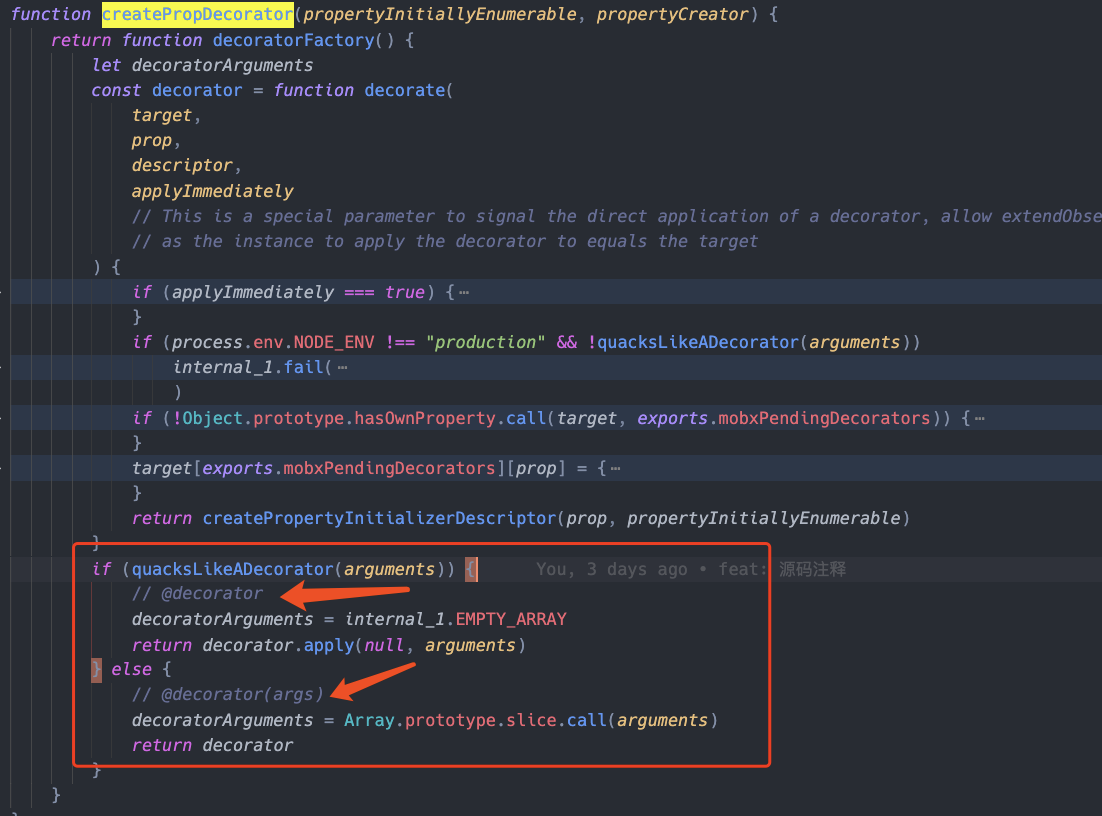 function createPropDecorator(propertyInitiallyEnumerable, propertyCreator) {
return function decoratorFactory() {
let decoratorArguments
const decorator = function decorate(
target,
prop,
descriptor,
applyImmediately
// This is a special parameter to signal the direct application of a decorator, allow extendObse
// as the instance to apply the decorator to equals the target
) {
if (applyImmediately === true) {⋯
}
if (process.env.NODE_ENV !== "production" && !quacksLikeADecorator(arguments))
internal_1.fail(⋯
)
if (!Object.prototype.hasOwnProperty.call(target, exports.mobxPendingDecorators)) {⋯
}
target[exports.mobxPendingDecorators][prop] = {⋯
}
return createPropertyInitializerDescriptor(prop, propertyInitiallyEnumerable)
}
if (quacksLikeADecorator(arguments)) { You, 3 days ago • feat: 源码注释
// @decorator
decoratorArguments = internal_1.EMPTY_ARRAY
return decorator.apply(null, arguments)
} else {
// @decorator(args)
decoratorArguments = Array.prototype.slice.call(arguments)
return decorator
}
}